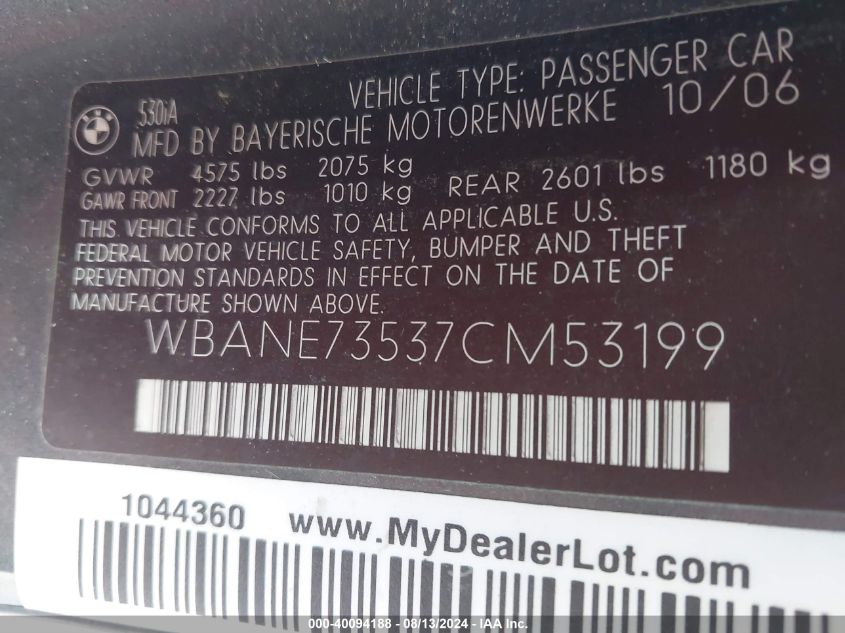 VEHICLE TYPE: PASSENGER CAR
530iA
MFD BY BAYERISCHE MOTORENWERKE 10/06
GVWR 4575 lbs 2075 kg
GAWR FRONT 2227 lbs 1010 kg REAR 2601 lbs 1180 kg
THIS VEHICLE CONFORMS TO ALL APPLICABLE U.S.
FEDERAL MOTOR VEHICLE SAFETY, BUMPER AND THEFT
PREVENTION STANDARDS IN EFFECT ON THE DATE OF
MANUFACTURE SHOWN ABOVE.
WBANE73537CM53199
1044360 www.MyDealerLot.com
000-40094188 - 08/13/2024 - IAA Inc.